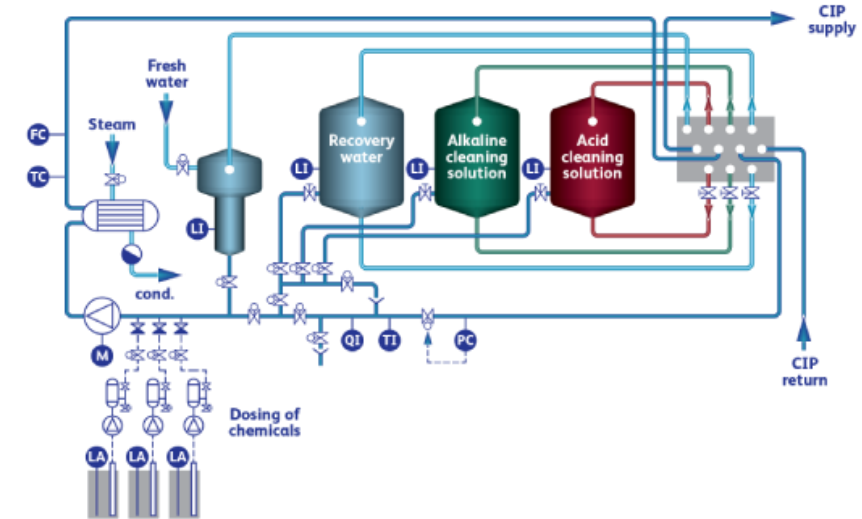 CIP
supply
Fresh
water
FC
Steam
TC
Recovery
water
Alkaline
cleaning
solution
Acid
cleaning
solution
LI
LI
LI
LI
cond.
M
QI
TI
PC
CIP
return
Dosing of
chemicals
LA
LA
LA